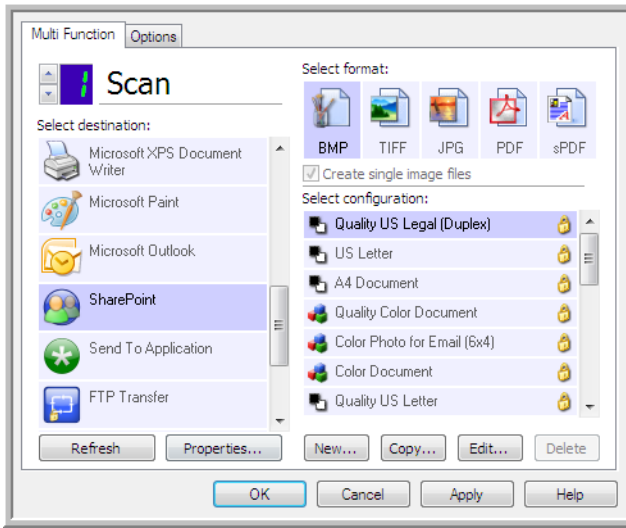 Multi Function
Options
1
Scan
Select destination:
Microsoft XPS Document
Writer
Microsoft Paint
Microsoft Outlook
SharePoint
Send To Application
FTP Transfer
Refresh
Properties...
Select format:
BMP
TIFF
JPG
PDF
sPDF
Create single image files
Select configuration:
Quality US Legal (Duplex)
US Letter
A4 Document
Quality Color Document
Color Photo for Email (6x4)
Color Document
Quality US Letter
New...
Copy...
Edit...
Delete
OK
Cancel
Apply
Help